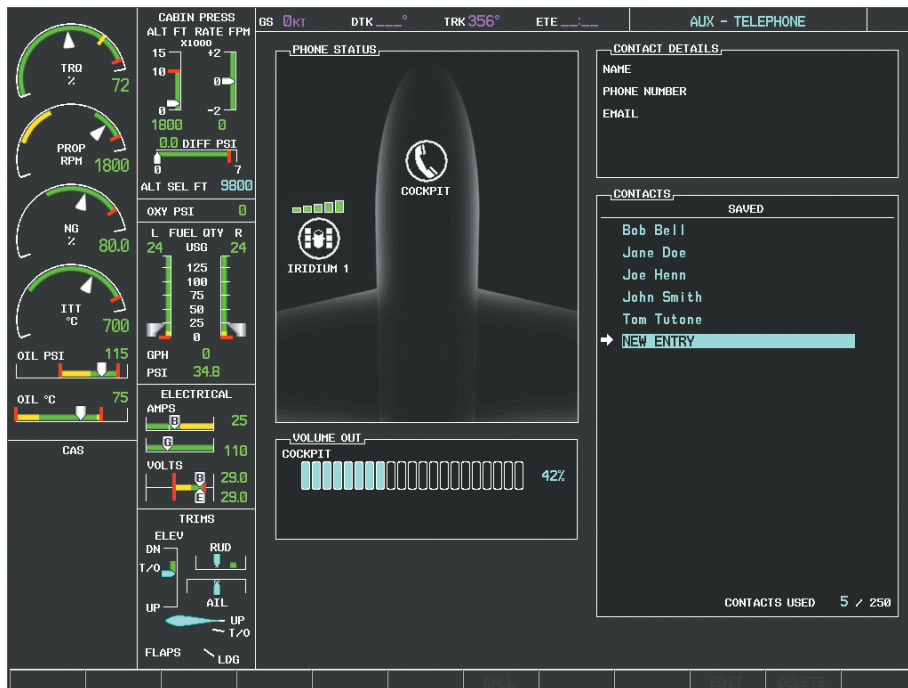 TRQ
%
72
PROP
RPM
1800
NG
%
80.0
ITT
°C
700
OIL PSI 115
OIL °C 75
CAS
CABIN PRESS
ALT FT RATE FPM
X1000
15 +2
10 0
0 -2
1800 0
0.0 DIFF PSI
0 7
ALT SEL FT 9800
OXY PSI 0
L FUEL QTY R
24 USG 24
125
100
75
50
25
0
GPH 0
PSI 34.8
ELECTRICAL
AMPS
B 25
G 110
VOLTS
B 29.0
E 29.0
TRIMS
ELEV
DN RUD
T/O
UP AIL
UP
T/O
FLAPS LDG
GS 0KT DTK ___° TRK 356° ETE __:__ AUX - TELEPHONE
PHONE STATUS
COCKPIT
IRIDIUM 1
VOLUME OUT
COCKPIT
42%
CONTACT DETAILS
NAME
PHONE NUMBER
EMAIL
CONTACTS
SAVED
Bob Bell
Jane Doe
Joe Henn
John Smith
Tom Tutone
NEW ENTRY
CONTACTS USED 5 / 250
CALL EDIT DELETE